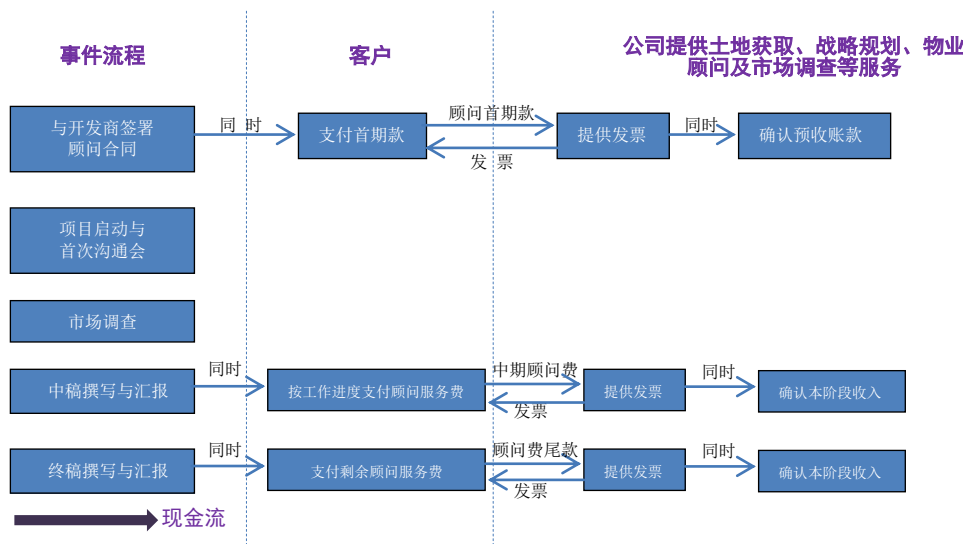 事件流程
客户
公司提供土地获取、战略规划、物业
顾问及市场调查等服务
与开发商签署
顾问合同
同 时
支付首期款
顾问首期款
发 票
提供发票
同时
确认预收账款
项目启动与
首次沟通会
市场调查
中稿撰写与汇报
同时
按工作进度支付顾问服务费
中期顾问费
发票
提供发票
同时
确认本阶段收入
终稿撰写与汇报
同时
支付剩余顾问服务费
顾问费尾款
发票
提供发票
同时
确认本阶段收入
现金流